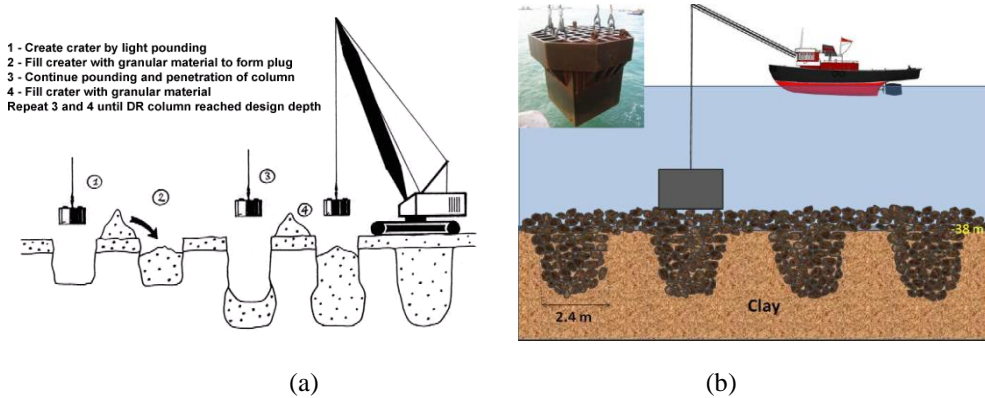 1 - Create crater by light pounding
2 - Fill creater with granular material to form plug
3 - Continue pounding and penetration of column
4 - Fill crater with granular material
Repeat 3 and 4 until DR column reached design depth
1
2
3
4
-38 m
Clay
2.4 m
(a)
(b)